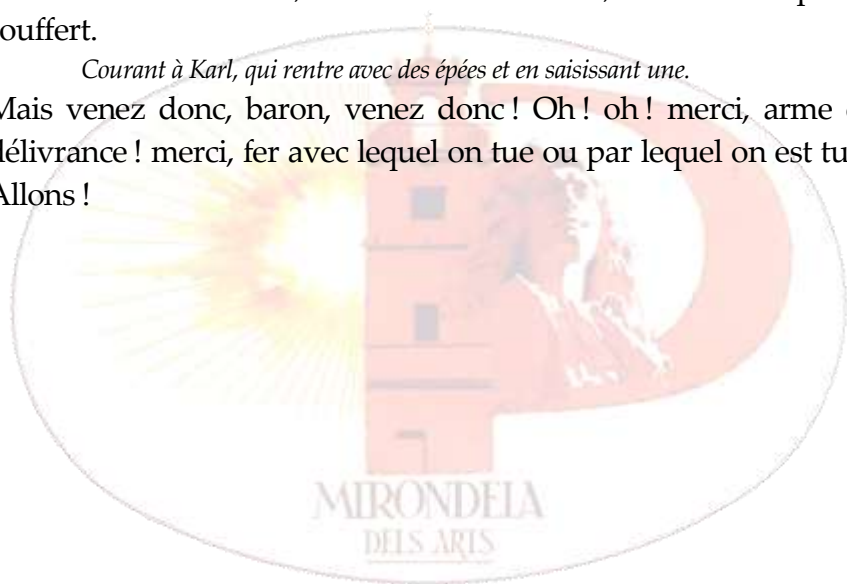 ouffert.
Courant à Karl, qui rentre avec des épées et en saisissant une.
Mais venez donc, baron, venez donc ! Oh ! oh ! merci, arme
élivrance ! merci, fer avec lequel on tue ou par lequel on est tu
Allons !
MIRONDELA
DELS ARTS